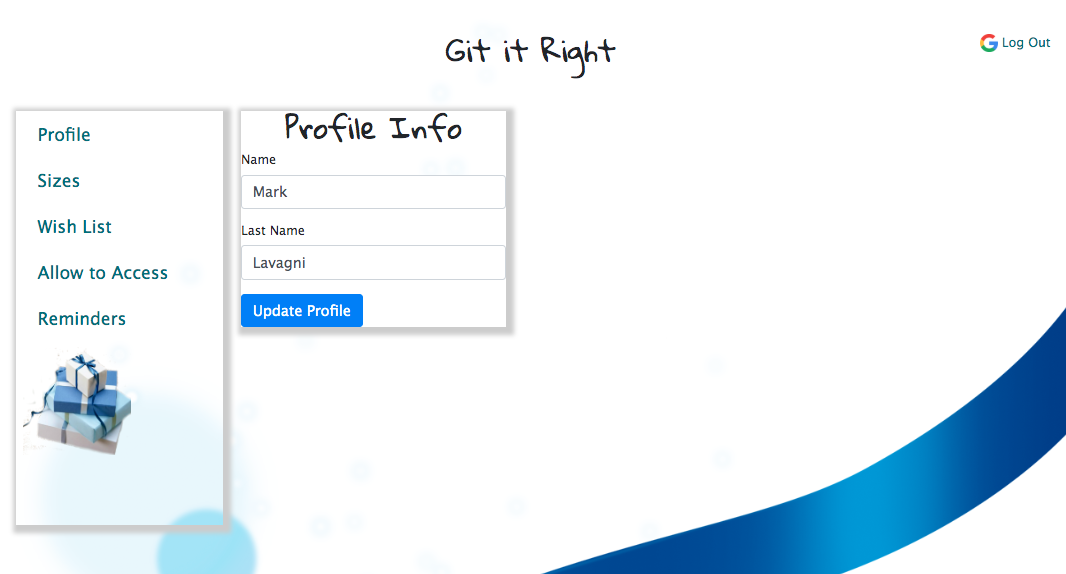 Git it Right
Log Out
Profile
Sizes
Wish List
Allow to Access
Reminders
Profile Info
Name
Mark
Last Name
Lavagni
Update Profile